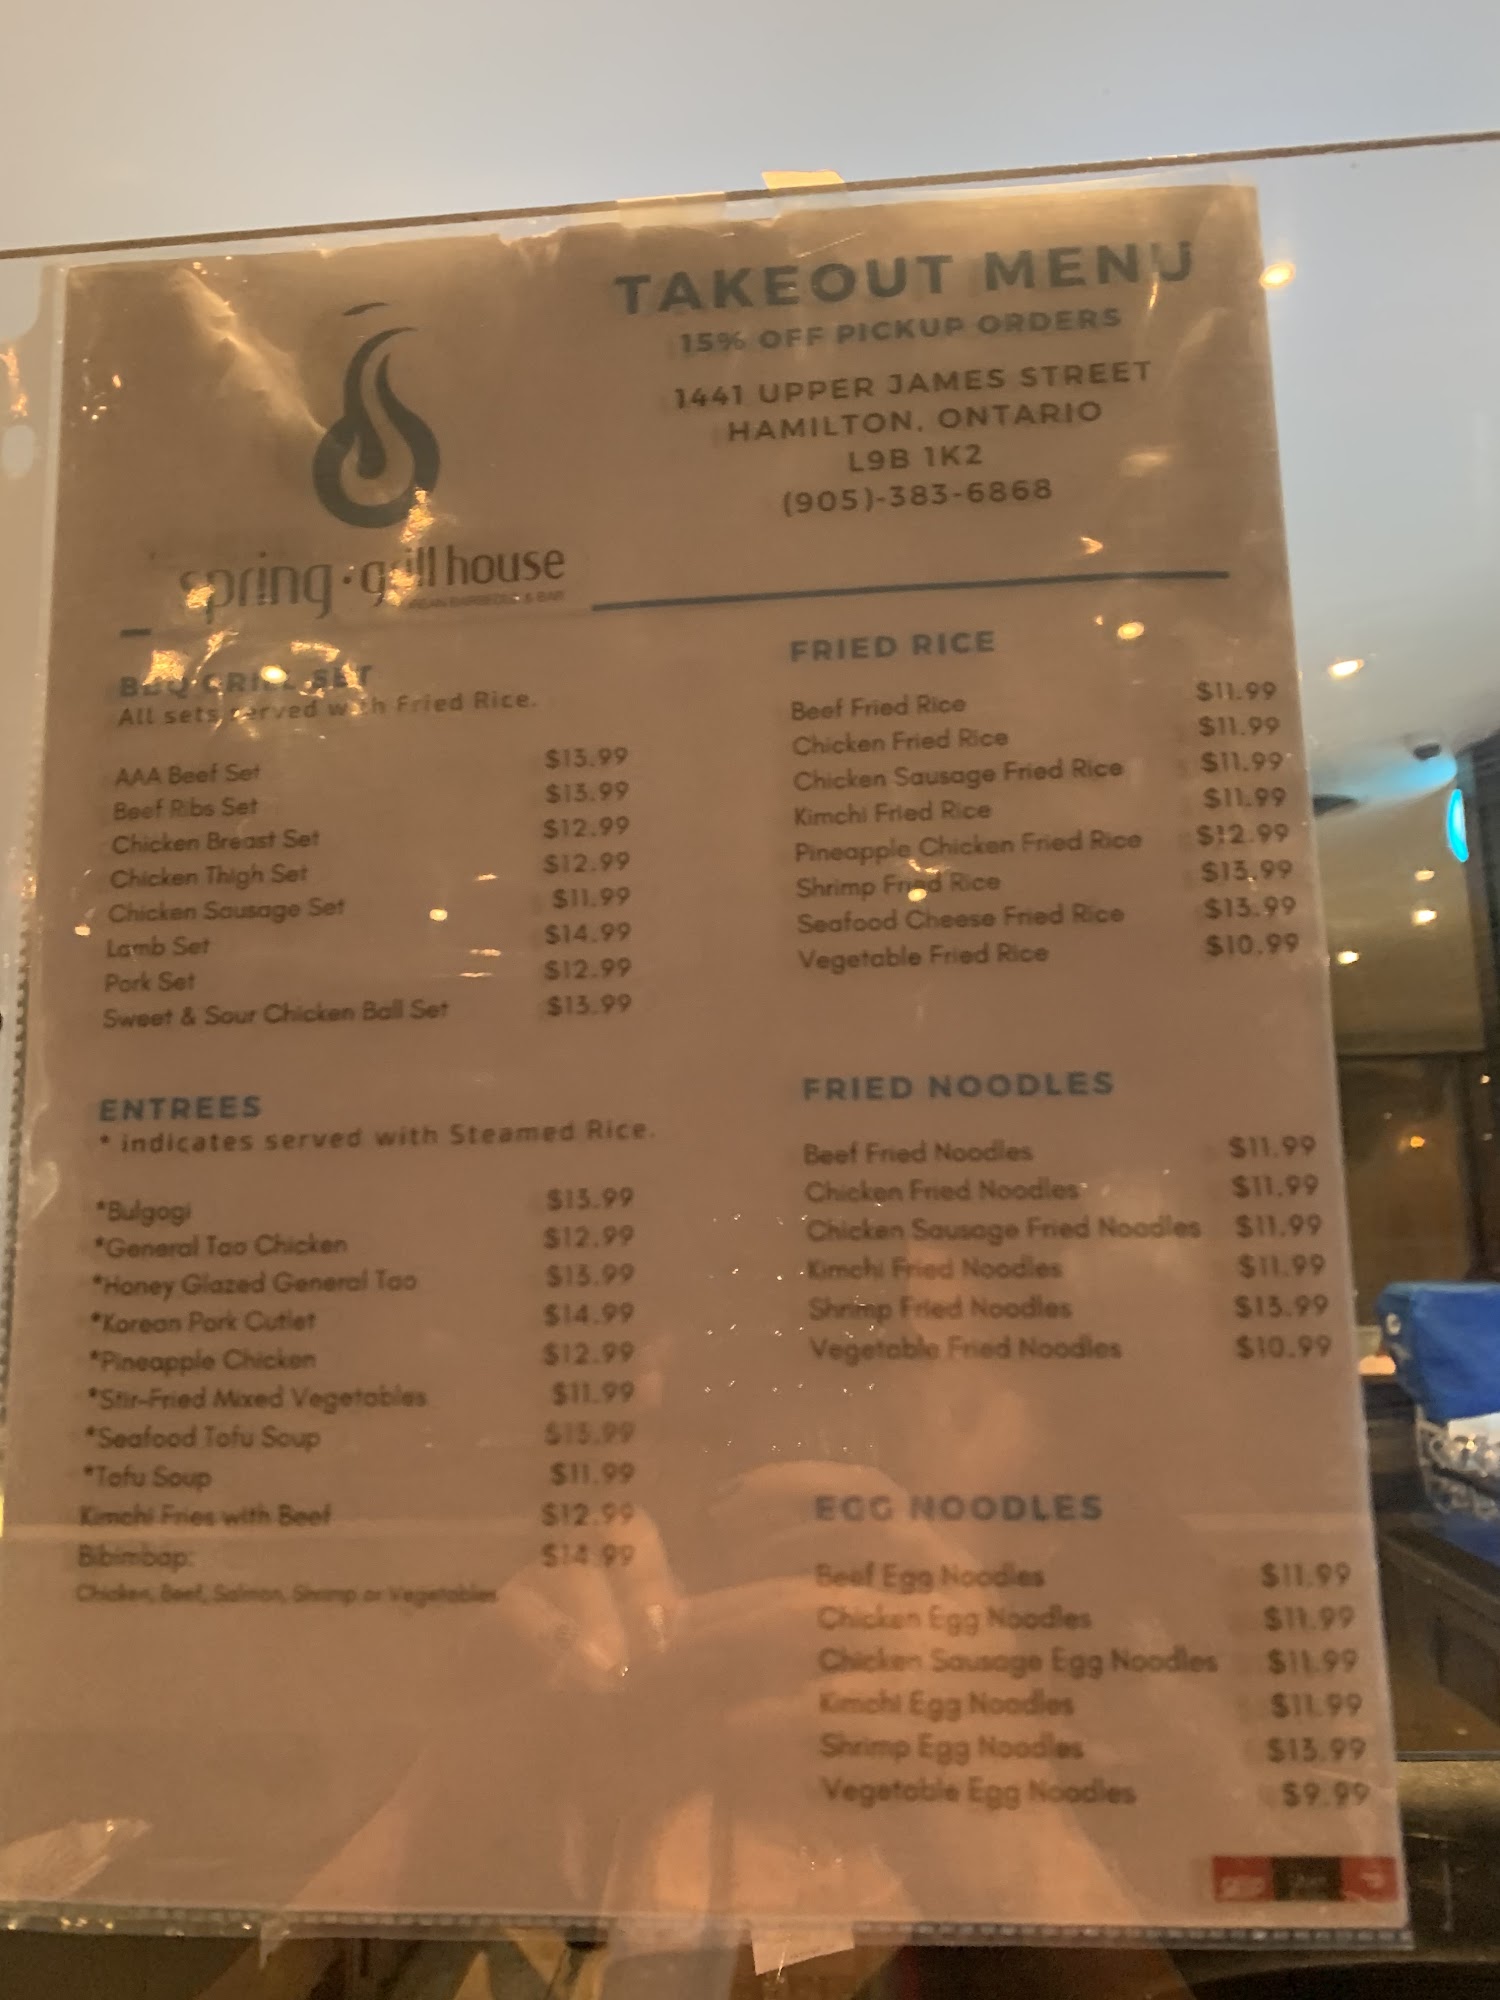 TAKEOUT MENU
15% OFF PICKUP ORDERS
1441 UPPER JAMES STREET
HAMILTON, ONTARIO
L9B 1K2
(905)-383-6868
spring·grill house
BARBEQUE & BAR
BBQ GRILL SET
All sets served with Fried Rice.
AAA Beef Set $13.99
Beef Ribs Set $13.99
Chicken Breast Set $12.99
Chicken Thigh Set $12.99
Chicken Sausage Set $11.99
Lamb Set $14.99
Pork Set $12.99
Sweet & Sour Chicken Ball Set $13.99
ENTREES
* indicates served with Steamed Rice.
*Bulgogi $13.99
*General Tao Chicken $12.99
*Honey Glazed General Tao $13.99
*Korean Pork Cutlet $14.99
*Pineapple Chicken $12.99
*Stir-Fried Mixed Vegetables $11.99
*Seafood Tofu Soup $13.99
*Tofu Soup $11.99
Kimchi Fries with Beef $12.99
Bibimbap: $14.99
Chicken, Beef, Salmon, Shrimp or Vegetables
FRIED RICE
Beef Fried Rice $11.99
Chicken Fried Rice $11.99
Chicken Sausage Fried Rice $11.99
Kimchi Fried Rice $11.99
Pineapple Chicken Fried Rice $12.99
Shrimp Fried Rice $13.99
Seafood Cheese Fried Rice $13.99
Vegetable Fried Rice $10.99
FRIED NOODLES
Beef Fried Noodles $11.99
Chicken Fried Noodles $11.99
Chicken Sausage Fried Noodles $11.99
Kimchi Fried Noodles $11.99
Shrimp Fried Noodles $13.99
Vegetable Fried Noodles $10.99
EGG NOODLES
Beef Egg Noodles $11.99
Chicken Egg Noodles $11.99
Chicken Sausage Egg Noodles $11.99
Kimchi Egg Noodles $11.99
Shrimp Egg Noodles $13.99
Vegetable Egg Noodles $9.99